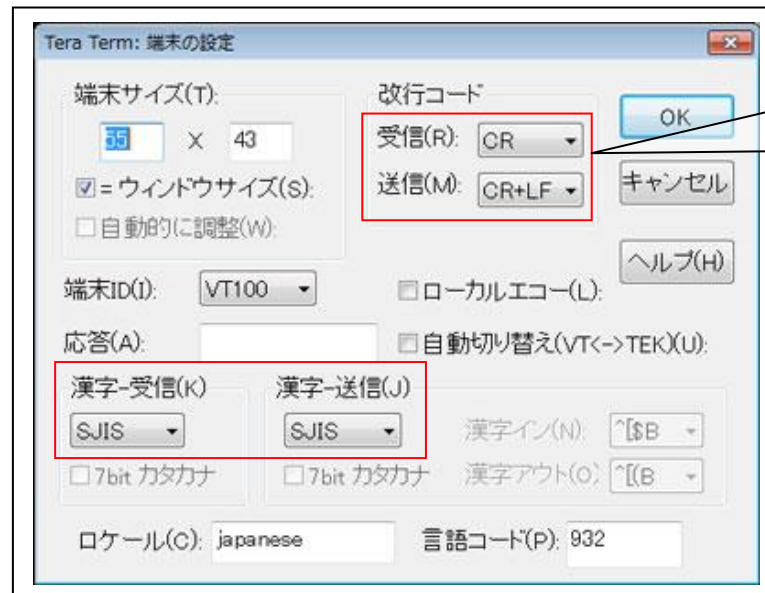 Tera Term: 端末の設定
端末サイズ(T):
55 X 43
= ウィンドウサイズ(S):
自動的に調整(W):
改行コード
受信(R): CR
送信(M): CR+LF
OK
キャンセル
ヘルプ(H)
端末ID(I): VT100
ローカルエコー(L):
応答(A):
自動切り替え(VT<->TEK)(U):
漢字-受信(K)
SJIS
7bit カタカナ
漢字-送信(J)
SJIS
7bit カタカナ
漢字イン(N): ^[$B
漢字アウト(O) ^[(B
ロケール(C): japanese
言語コード(P): 932